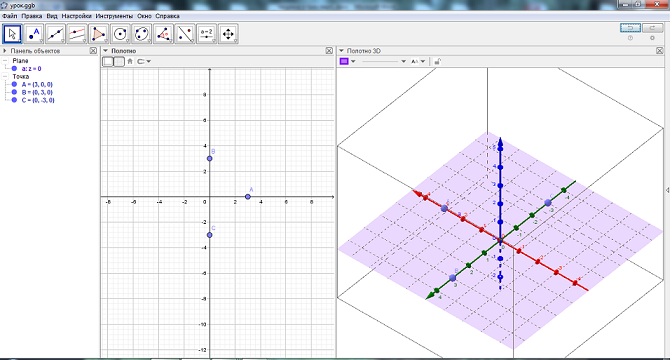 урок.ggb
Файл Правка Вид Настройки Инструменты Окно Справка
A
a=2
Панель объектов
Полотно
Полотно 3D
Plane
a: z = 0
Точка
A = (3, 0, 0)
B = (0, 3, 0)
C = (0, -3, 0)
8
6
4
2
0
-2
-4
-6
-8
-10
-12
-8 -6 -4 -2 0 2 4 6 8
B
A
C